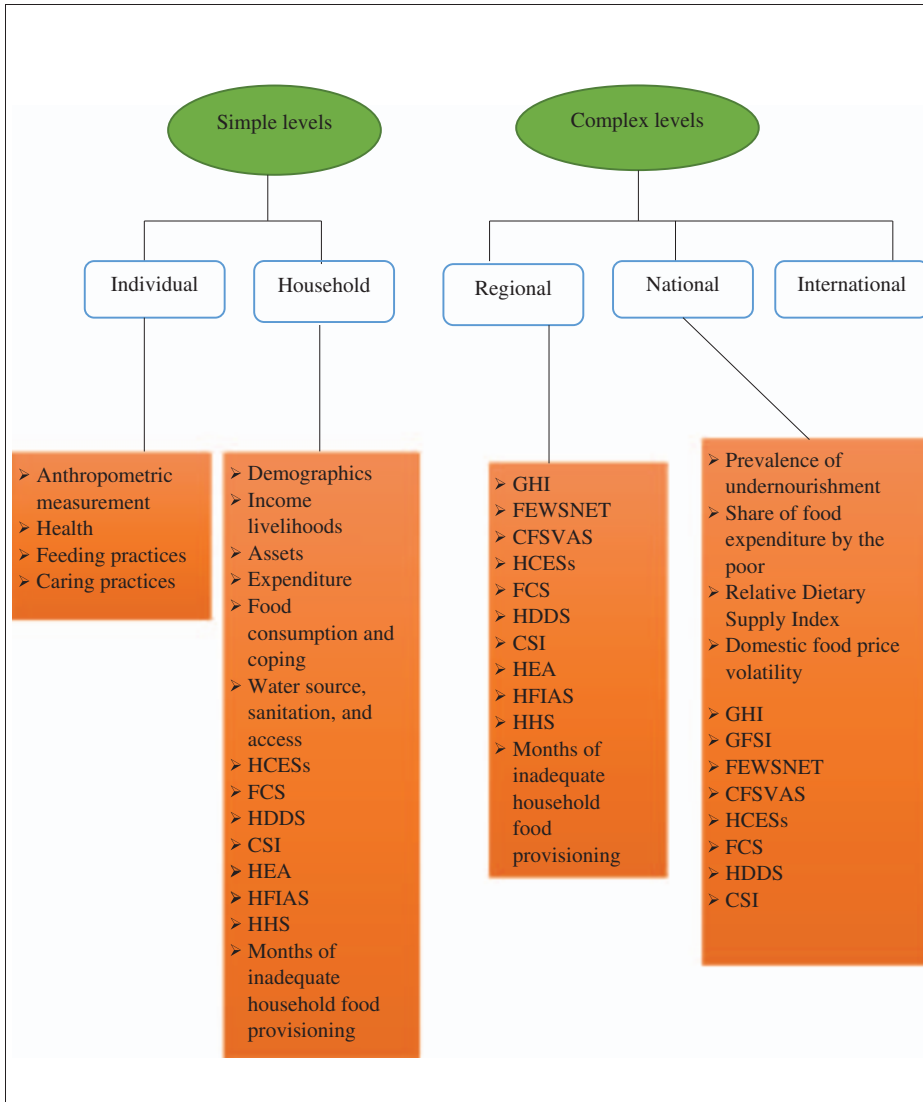 Simple levels
Complex levels
Individual
Household
Regional
National
International
➢ Anthropometric
measurement
➢ Health
➢ Feeding practices
➢ Caring practices
➢ Demographics
➢ Income
livelihoods
➢ Assets
➢ Expenditure
➢ Food
consumption and
coping
➢ Water source,
sanitation, and
access
➢ HCESs
➢ FCS
➢ HDDS
➢ CSI
➢ HEA
➢ HFIAS
➢ HHS
➢ Months of
inadequate
household food
provisioning
➢ GHI
➢ FEWSNET
➢ CFSVAS
➢ HCESs
➢ FCS
➢ HDDS
➢ CSI
➢ HEA
➢ HFIAS
➢ HHS
➢ Months of
inadequate
household
food
provisioning
➢ Prevalence of
undernourishment
➢ Share of food
expenditure by the
poor
➢ Relative Dietary
Supply Index
➢ Domestic food price
volatility
➢ GHI
➢ GFSI
➢ FEWSNET
➢ CFSVAS
➢ HCESs
➢ FCS
➢ HDDS
➢ CSI